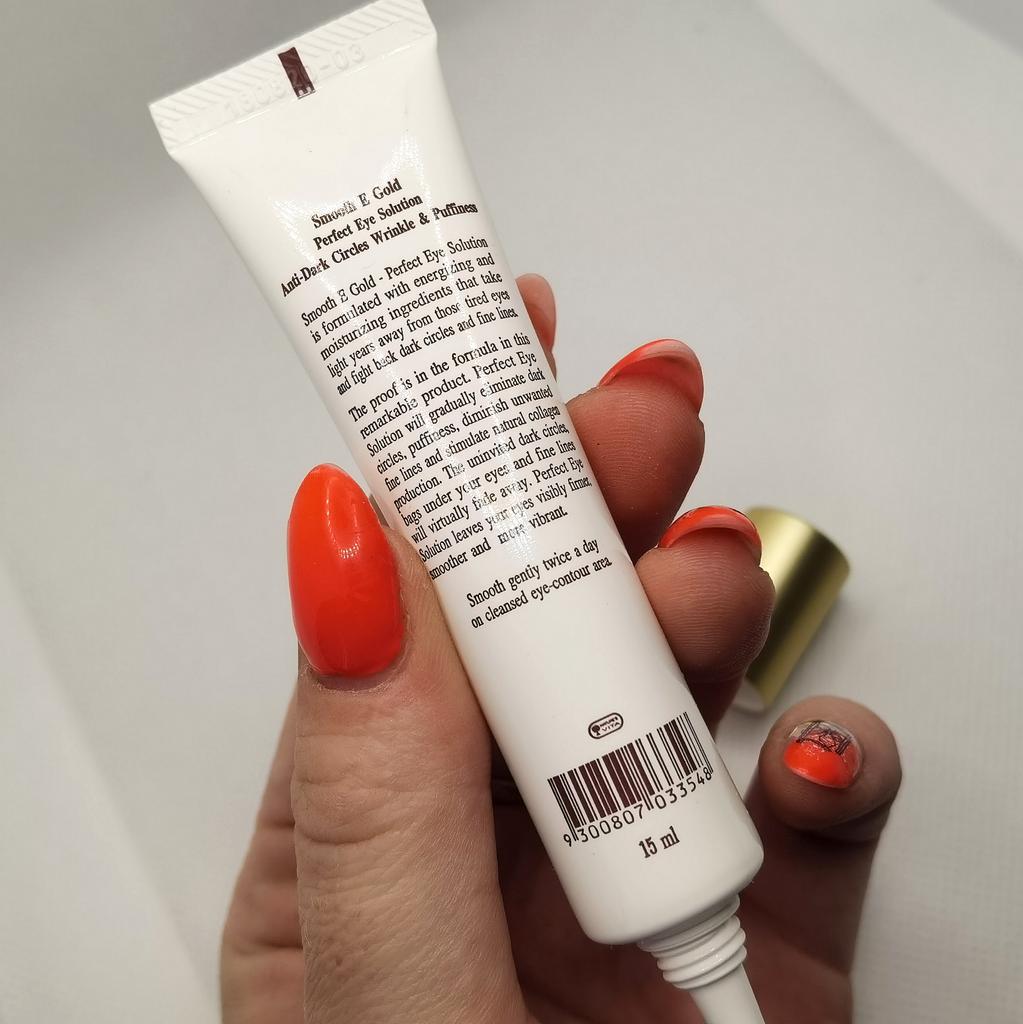 Smooth E Gold
Perfect Eye Solution
Anti-Dark Circles Wrinkle & Puffiness
Smooth E Gold - Perfect Eye Solution
is formulated with energizing and
moisturizing ingredients that take
light years away from those tired eyes
and fight back dark circles and fine lines.
The proof is in the formula in this
remarkable product. Perfect Eye
Solution will gradually eliminate dark
circles, puffiness, diminish unwanted
fine lines and stimulate natural collagen
production. The uninvited dark circles,
bags under your eyes and fine lines
will virtually fade away. Perfect Eye
Solution leaves your eyes visibly firmer,
smoother and more vibrant.
Smooth gently twice a day
on cleansed eye-contour area.
VITA
9 300807 033548
15 ml